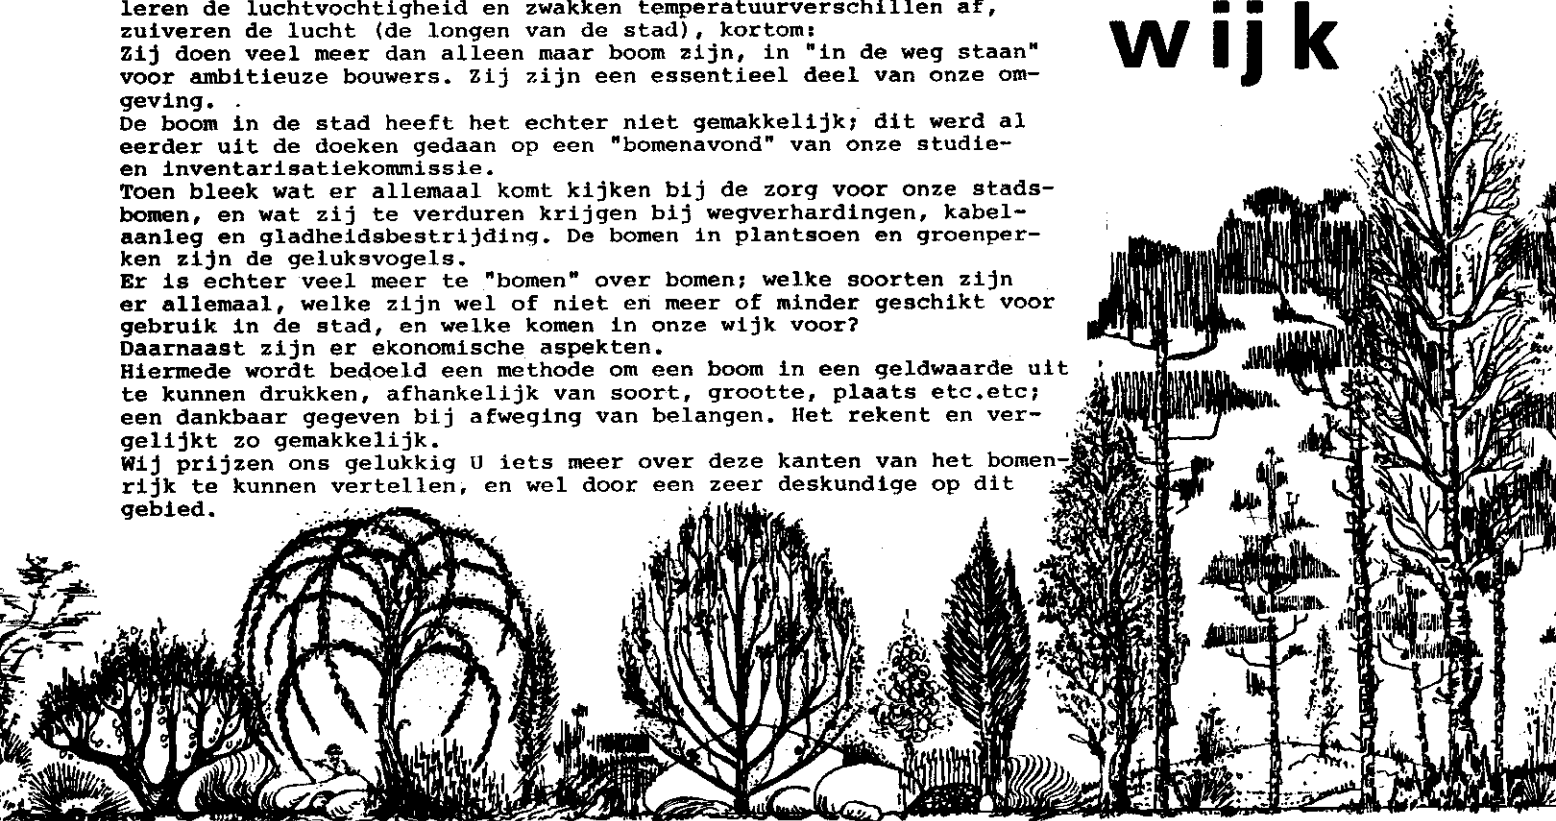 leren de luchtvochtigheid en zwakken temperatuurverschillen af,
zuiveren de lucht (de longen van de stad), kortom:
Zij doen veel meer dan alleen maar boom zijn, in "in de weg staan"
voor ambitieuze bouwers. Zij zijn een essentieel deel van onze om-
geving.
De boom in de stad heeft het echter niet gemakkelijk; dit werd al
eerder uit de doeken gedaan op een "bomenavond" van onze studie-
en inventarisatiekommissie.
Toen bleek wat er allemaal komt kijken bij de zorg voor onze stads-
bomen, en wat zij te verduren krijgen bij wegverhardingen, kabel-
aanleg en gladheidsbestrijding. De bomen in plantsoen en groenper-
ken zijn de geluksvogels.
Er is echter veel meer te "bomen" over bomen; welke soorten zijn
er allemaal, welke zijn wel of niet en meer of minder geschikt voor
gebruik in de stad, en welke komen in onze wijk voor?
Daarnaast zijn er ekonomische aspekten.
Hiermede wordt bedoeld een methode om een boom in een geldwaarde uit
te kunnen drukken, afhankelijk van soort, grootte, plaats etc.etc;
een dankbaar gegeven bij afweging van belangen. Het rekent en ver-
gelijkt zo gemakkelijk.
Wij prijzen ons gelukkig U iets meer over deze kanten van het bomen-
rijk te kunnen vertellen, en wel door een zeer deskundige op dit
gebied.
wijk